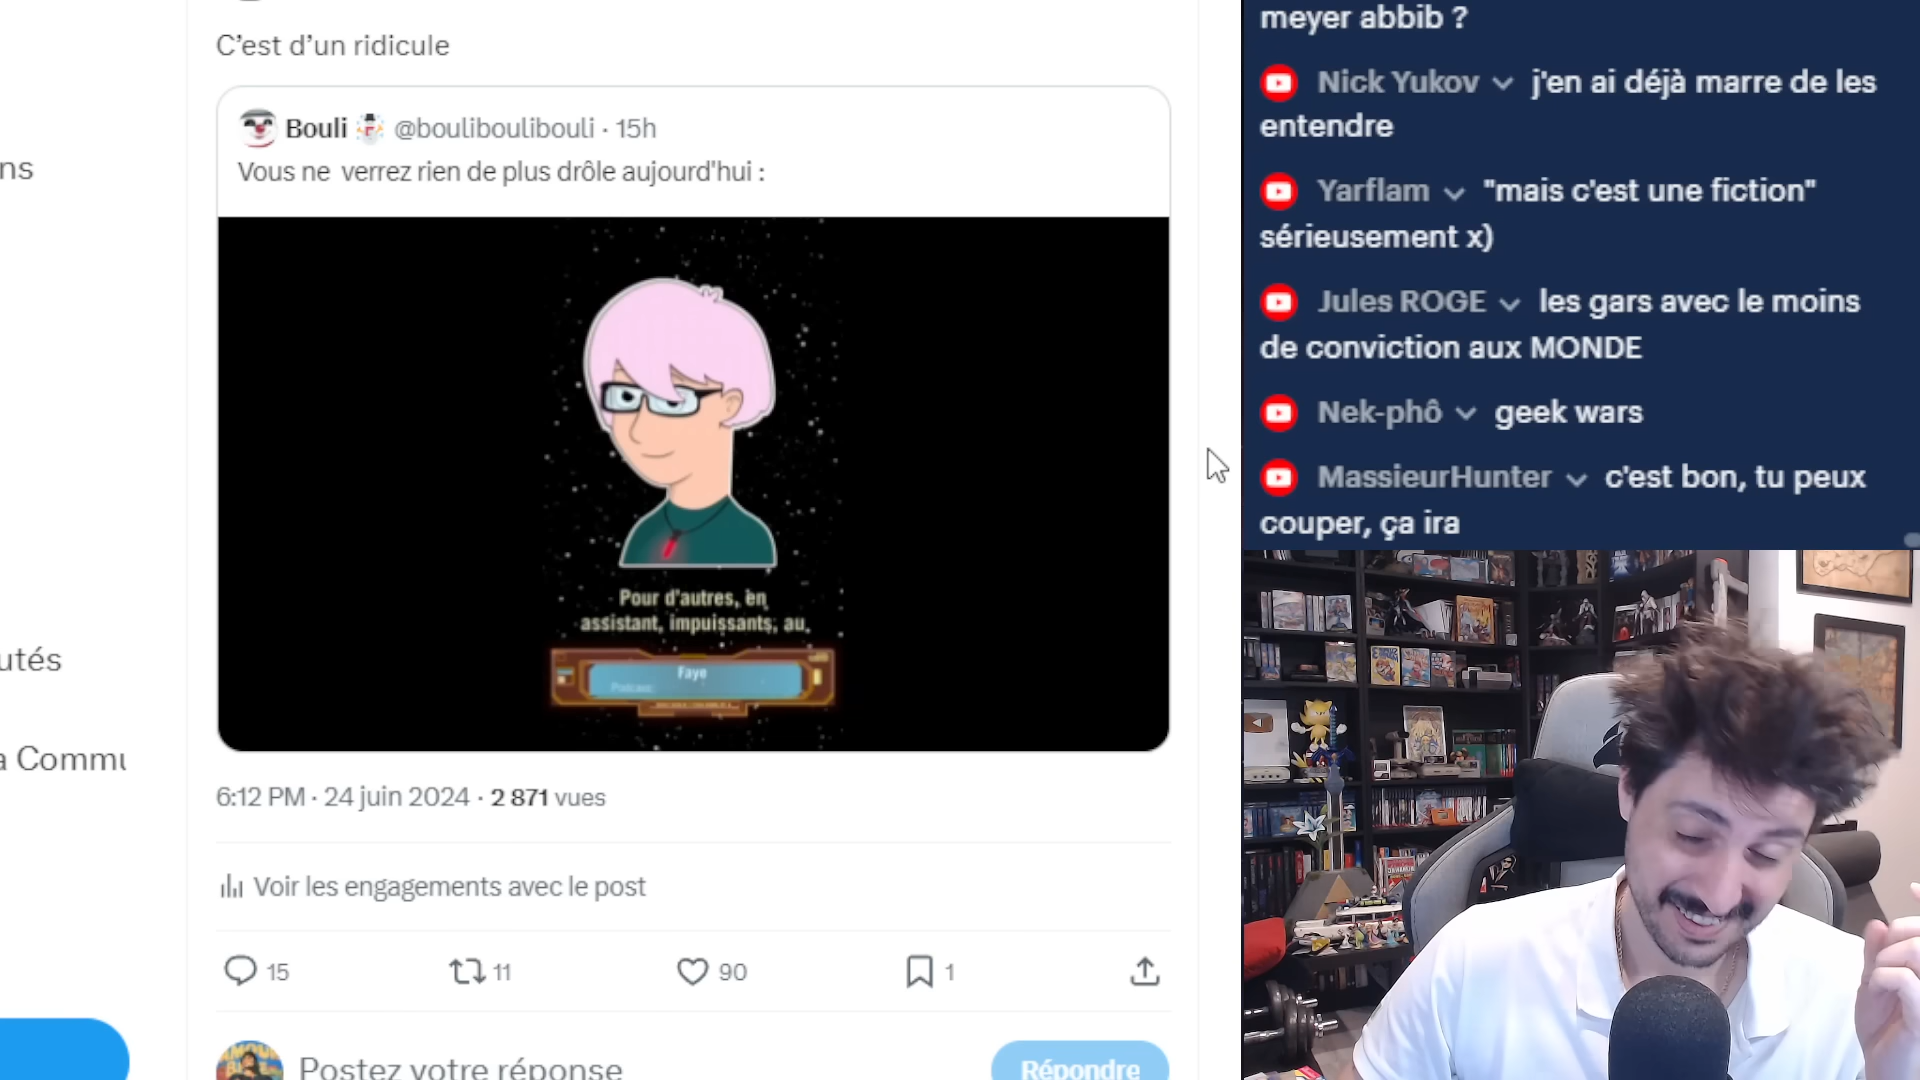 C’est d’un ridicule
Bouli @bouliboulibouli · 15h
Vous ne verrez rien de plus drôle aujourd'hui :
Pour d'autres, en
assistant, impuissants, au
Faye
Podcast
6:12 PM · 24 juin 2024 · 2 871 vues
Voir les engagements avec le post
15
11
90
1
Postez votre réponse
Répondre
ns
utés
a Commu
meyer abbib ?
Nick Yukov j'en ai déjà marre de les
entendre
Yarflam "mais c'est une fiction"
sérieusement x)
Jules ROGE les gars avec le moins
de conviction aux MONDE
Nek-phô geek wars
MassieurHunter c'est bon, tu peux
couper, ça ira